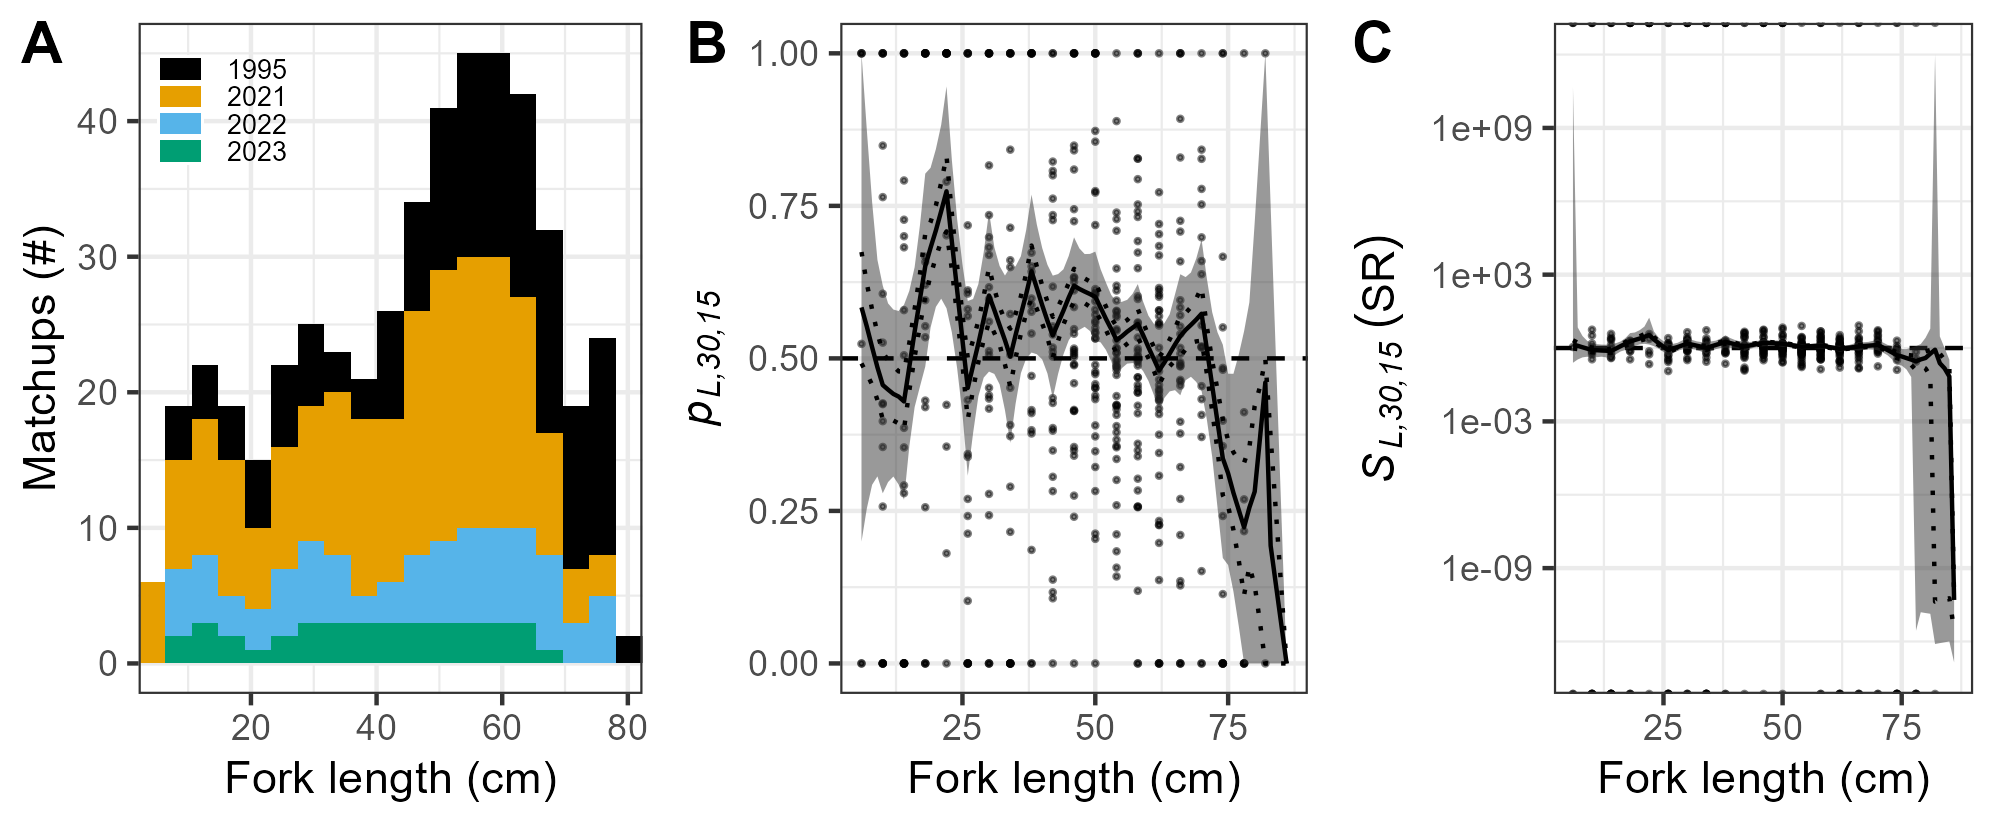 A
1995
2021
2022
2023
40
30
20
10
0
Matchups (#)
20 40 60 80
Fork length (cm)
B
1.00
0.75
0.50
0.25
0.00
pL,30,15
25 50 75
Fork length (cm)
C
1e+09
1e+03
1e-03
1e-09
SL,30,15 (SR)
25 50 75
Fork length (cm)